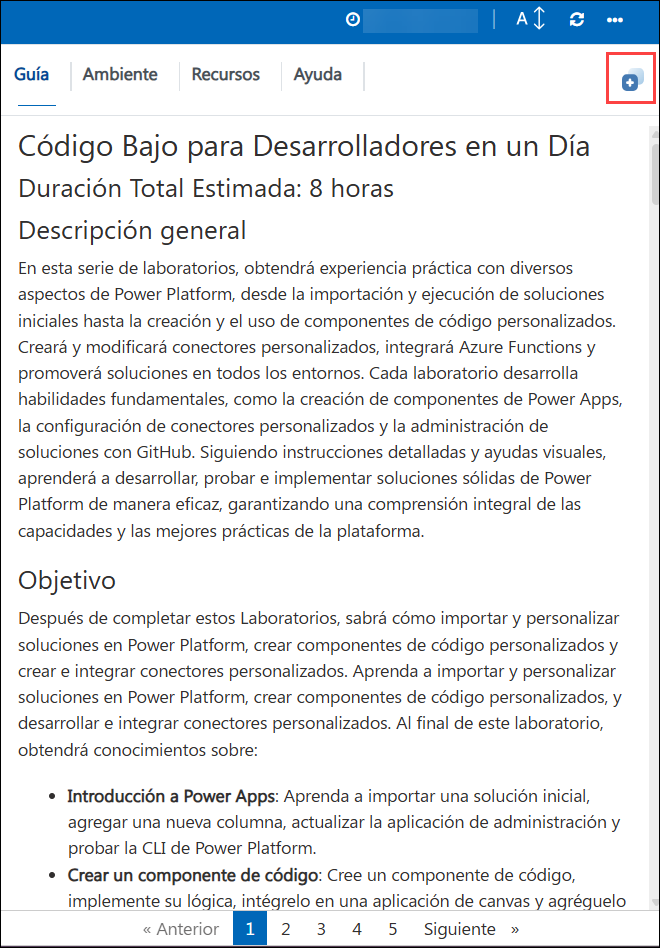 A
Guía Ambiente Recursos Ayuda
Código Bajo para Desarrolladores en un Día
Duración Total Estimada: 8 horas
Descripción general
En esta serie de laboratorios, obtendrá experiencia práctica con diversos
aspectos de Power Platform, desde la importación y ejecución de soluciones
iniciales hasta la creación y el uso de componentes de código personalizados.
Creará y modificará conectores personalizados, integrará Azure Functions y
promoverá soluciones en todos los entornos. Cada laboratorio desarrolla
habilidades fundamentales, como la creación de componentes de Power Apps,
la configuración de conectores personalizados y la administración de
soluciones con GitHub. Siguiendo instrucciones detalladas y ayudas visuales,
aprenderá a desarrollar, probar e implementar soluciones sólidas de Power
Platform de manera eficaz, garantizando una comprensión integral de las
capacidades y las mejores prácticas de la plataforma.
Objetivo
Después de completar estos Laboratorios, sabrá cómo importar y personalizar
soluciones en Power Platform, crear componentes de código personalizados y
crear e integrar conectores personalizados. Aprenda a importar y personalizar
soluciones en Power Platform, crear componentes de código personalizados, y
desarrollar e integrar conectores personalizados. Al final de este laboratorio,
obtendrá conocimientos sobre:
• Introducción a Power Apps: Aprenda a importar una solución inicial,
agregar una nueva columna, actualizar la aplicación de administración y
probar la CLI de Power Platform.
• Crear un componente de código: Cree un componente de código,
implemente su lógica, intégrelo en una aplicación de canvas y agréguelo
« Anterior 1 2 3 4 5 Siguiente »